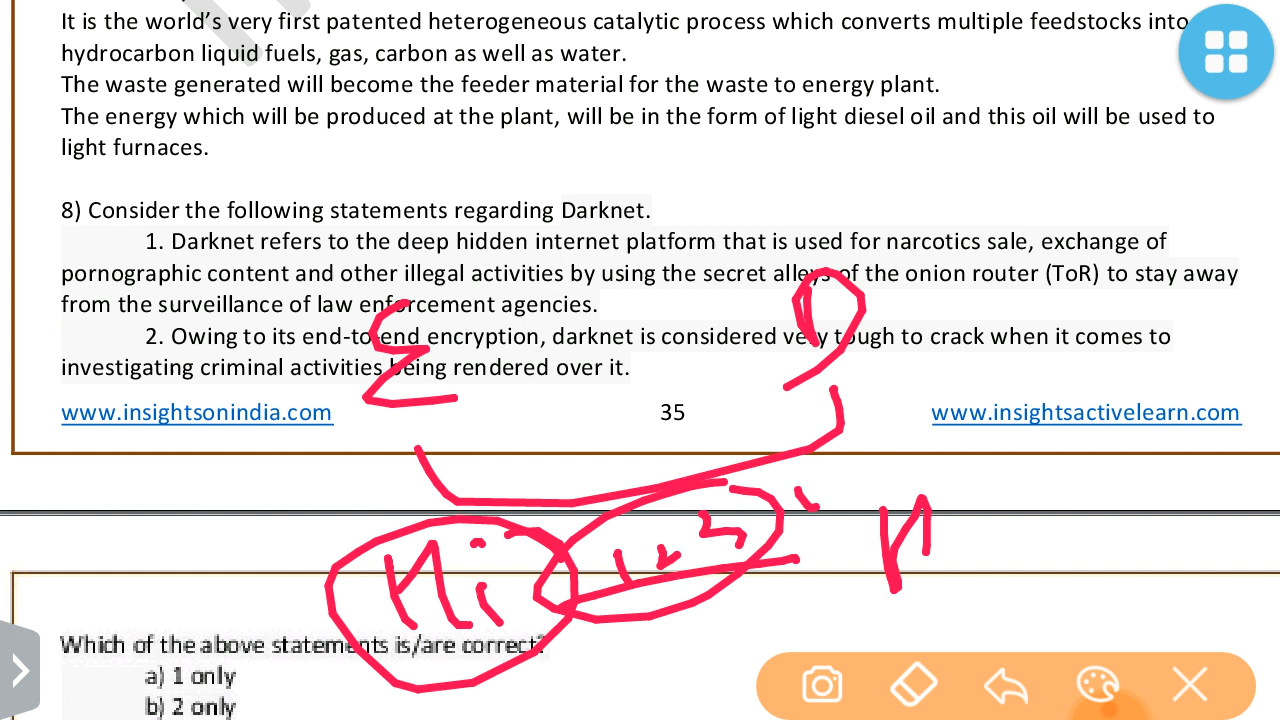 It is the world’s very first patented heterogeneous catalytic process which converts multiple feedstocks into
hydrocarbon liquid fuels, gas, carbon as well as water.
The waste generated will become the feeder material for the waste to energy plant.
The energy which will be produced at the plant, will be in the form of light diesel oil and this oil will be used to
light furnaces.
8) Consider the following statements regarding Darknet.
1. Darknet refers to the deep hidden internet platform that is used for narcotics sale, exchange of
pornographic content and other illegal activities by using the secret alleys of the onion router (ToR) to stay away
from the surveillance of law enforcement agencies.
2. Owing to its end-to-end encryption, darknet is considered very tough to crack when it comes to
investigating criminal activities being rendered over it.
www.insightsonindia.com 35 www.insightsactivelearn.com
Hi 1 2 3
Which of the above statements is/are correct?
a) 1 only
b) 2 only